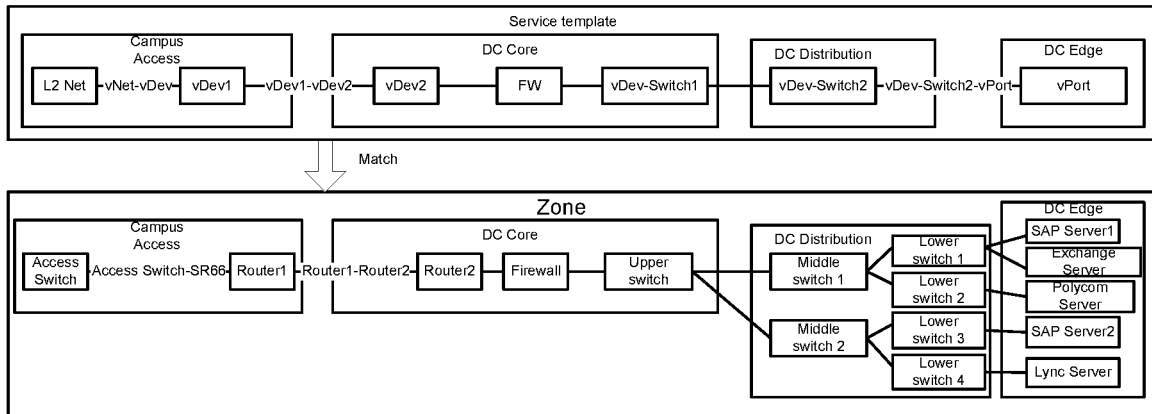 Service template
Campus
Access
DC Core
DC Distribution
DC Edge
L2 Net
vNet-vDev
vDev1
vDev1-vDev2
vDev2
FW
vDev-Switch1
vDev-Switch2
vDev-Switch2-vPort
vPort
Match
Zone
Campus
Access
DC Core
DC Distribution
DC Edge
Access
Switch
Access Switch-SR66
Router1
Router1-Router2
Router2
Firewall
Upper
switch
Middle
switch 1
Middle
switch 2
Lower
switch 1
Lower
switch 2
Lower
switch 3
Lower
switch 4
SAP Server1
Exchange
Server
Polycom
Server
SAP Server2
Lync Server